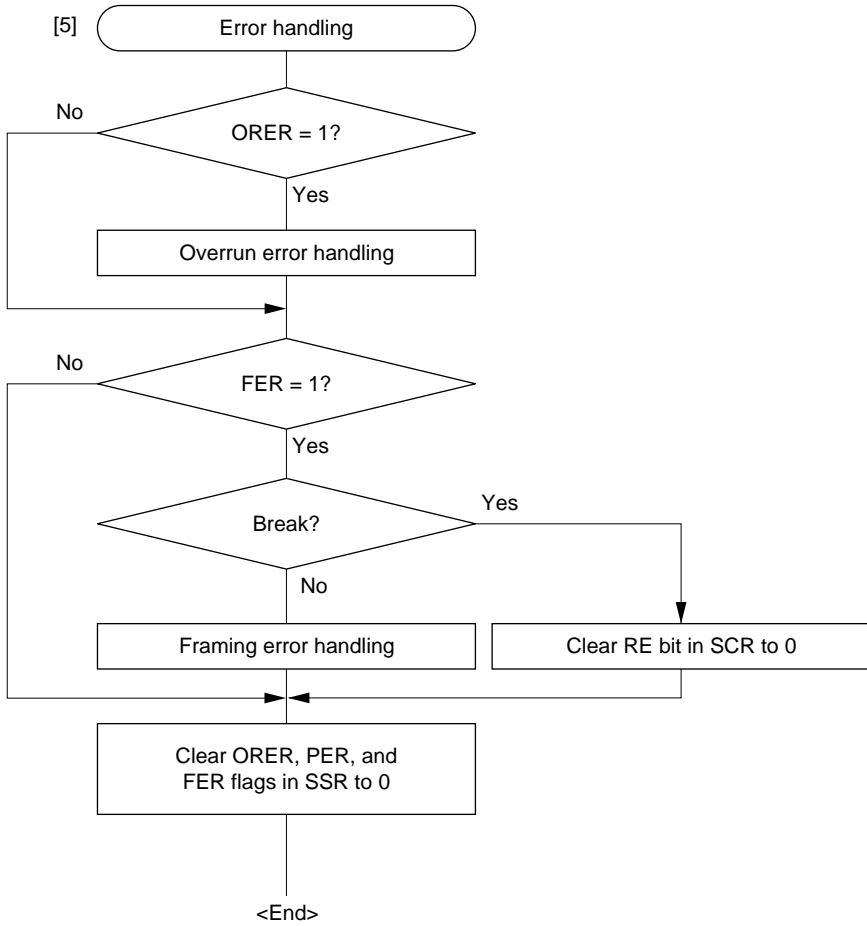 [5]
Error handling
No
ORER = 1?
Yes
Overrun error handling
No
FER = 1?
Yes
Break?
Yes
No
Framing error handling
Clear RE bit in SCR to 0
Clear ORER, PER, and
FER flags in SSR to 0
<End>